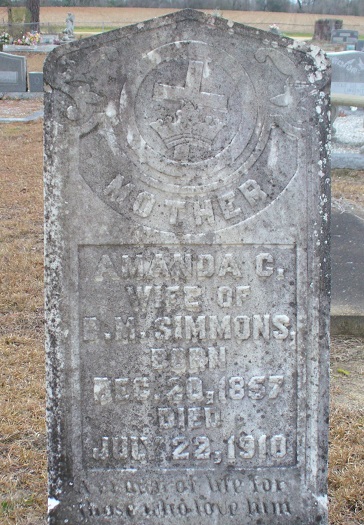 MOTHER
AMANDA C.
WIFE OF
D. M. SIMMONS.
BORN
DEC. 20, 1857
DIED
JULY 22, 1910
A crown of life for
those who love him